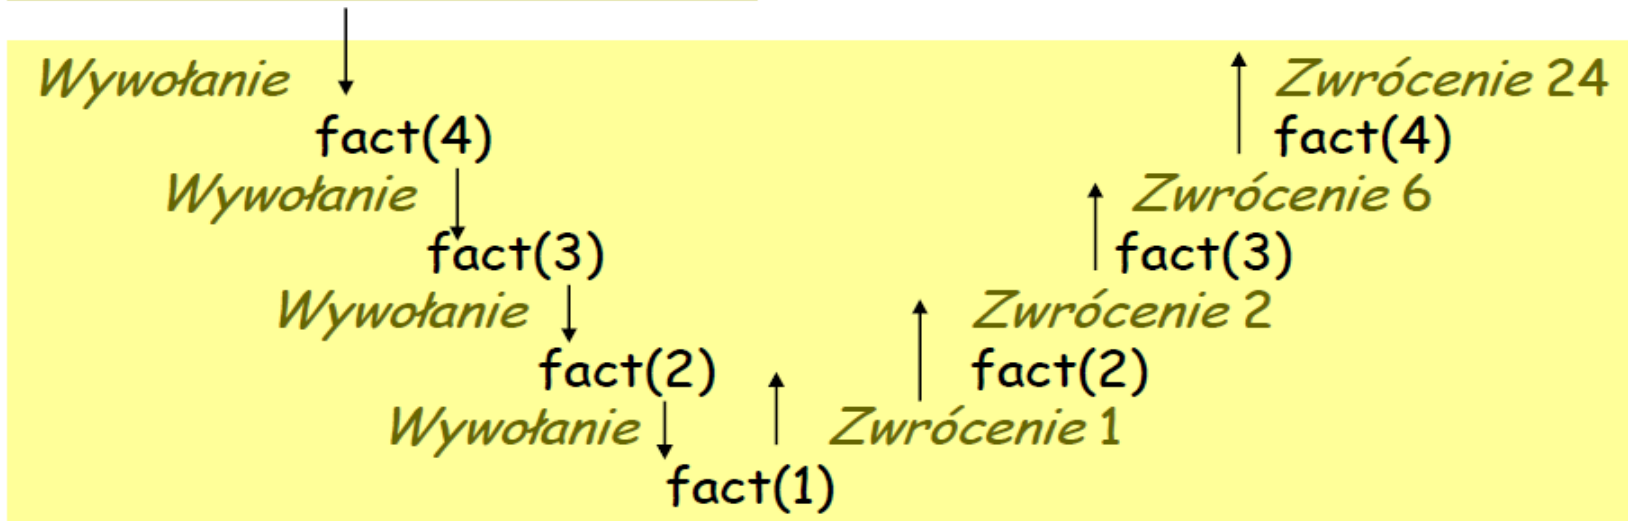 Wywołanie Zwrócenie 24
fact(4) fact(4)
Wywołanie Zwrócenie 6
fact(3) fact(3)
Wywołanie Zwrócenie 2
fact(2) fact(2)
Wywołanie Zwrócenie 1
fact(1)